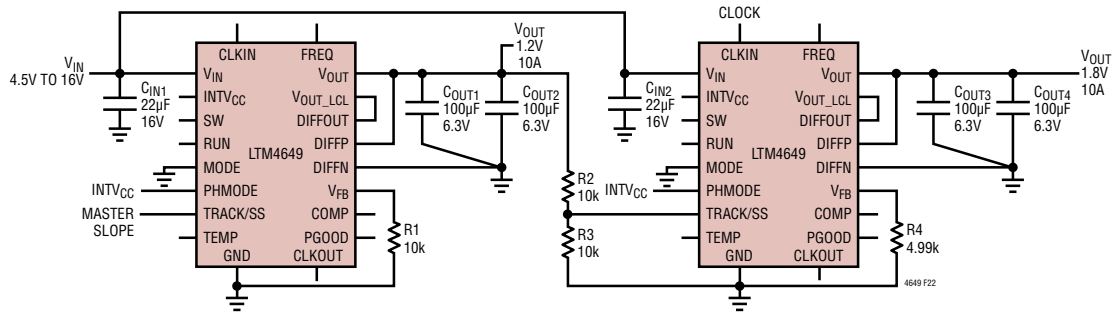 CLOCK
VIN
4.5V TO 16V
CIN1
22µF
16V
CLKIN
FREQ
VIN
INTVCC
SW
RUN
MODE
PHMODE
TRACK/SS
TEMP
GND
LTM4649
VOUT
VOUT_LCL
DIFFOUT
DIFFP
DIFFN
VFB
COMP
PGOOD
CLKOUT
INTVCC
MASTER
SLOPE
R1
10k
COUT1
100µF
6.3V
COUT2
100µF
6.3V
VOUT
1.2V
10A
R2
10k
R3
10k
CIN2
22µF
16V
INTVCC
CLKIN
FREQ
VIN
INTVCC
SW
RUN
MODE
PHMODE
TRACK/SS
TEMP
GND
LTM4649
VOUT
VOUT_LCL
DIFFOUT
DIFFP
DIFFN
VFB
COMP
PGOOD
CLKOUT
COUT3
100µF
6.3V
COUT4
100µF
6.3V
VOUT
1.8V
10A
R4
4.99k
4649 F22